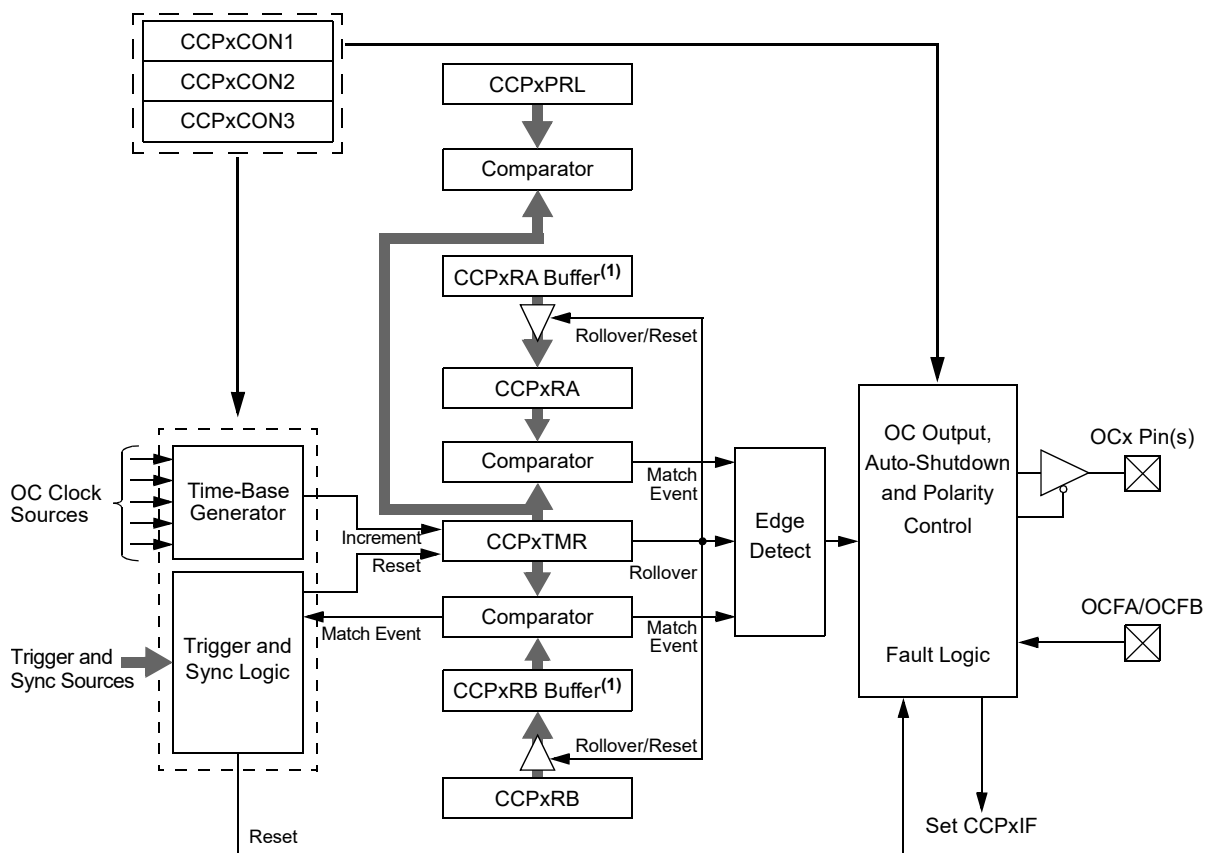 CCPxCON1
CCPxCON2
CCPxCON3
CCPxPRL
Comparator
CCPxRA Buffer(1)
Rollover/Reset
CCPxRA
Comparator
Match
Event
OC Clock
Sources
Time-Base
Generator
Increment
Reset
CCPxTMR
Rollover
Edge
Detect
OC Output,
Auto-Shutdown
and Polarity
Control
OCx Pin(s)
OCFA/OCFB
Fault Logic
Trigger and
Sync Sources
Trigger and
Sync Logic
Match Event
Comparator
Match
Event
CCPxRB Buffer(1)
Rollover/Reset
CCPxRB
Reset
Set CCPxIF